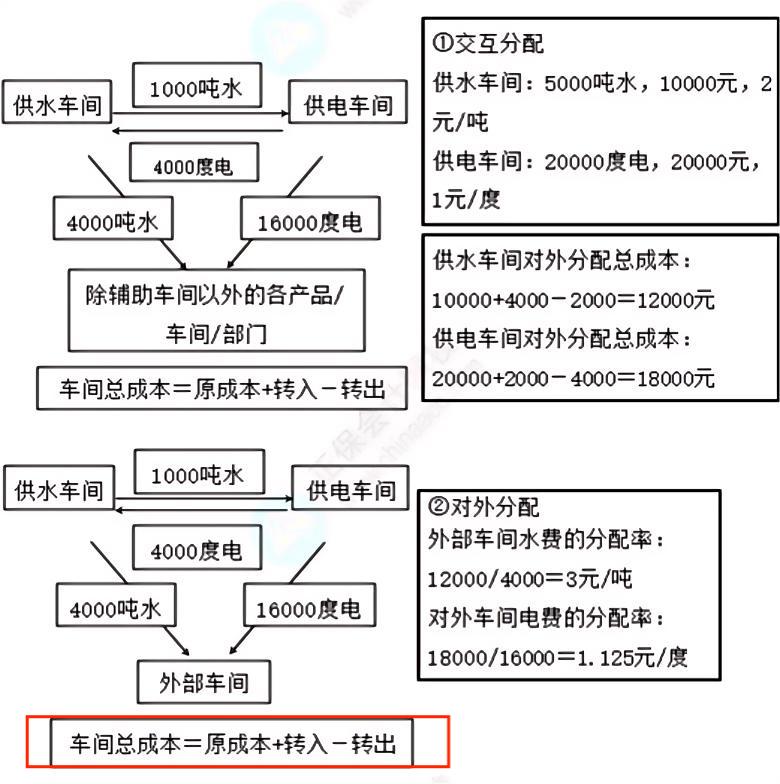 1000吨水
供水车间
供电车间
4000度电
4000吨水
16000度电
除辅助车间以外的各产品/
车间/部门
车间总成本＝原成本+转入－转出
①交互分配
供水车间：5000吨水，10000元，2
元/吨
供电车间：20000度电，20000元，
1元/度
供水车间对外分配总成本：
10000+4000－2000＝12000元
供电车间对外分配总成本：
20000+2000－4000＝18000元
1000吨水
供水车间
供电车间
4000度电
4000吨水
16000度电
外部车间
车间总成本＝原成本+转入－转出
②对外分配
外部车间水费的分配率：
12000/4000＝3元/吨
对外车间电费的分配率：
18000/16000＝1.125元/度